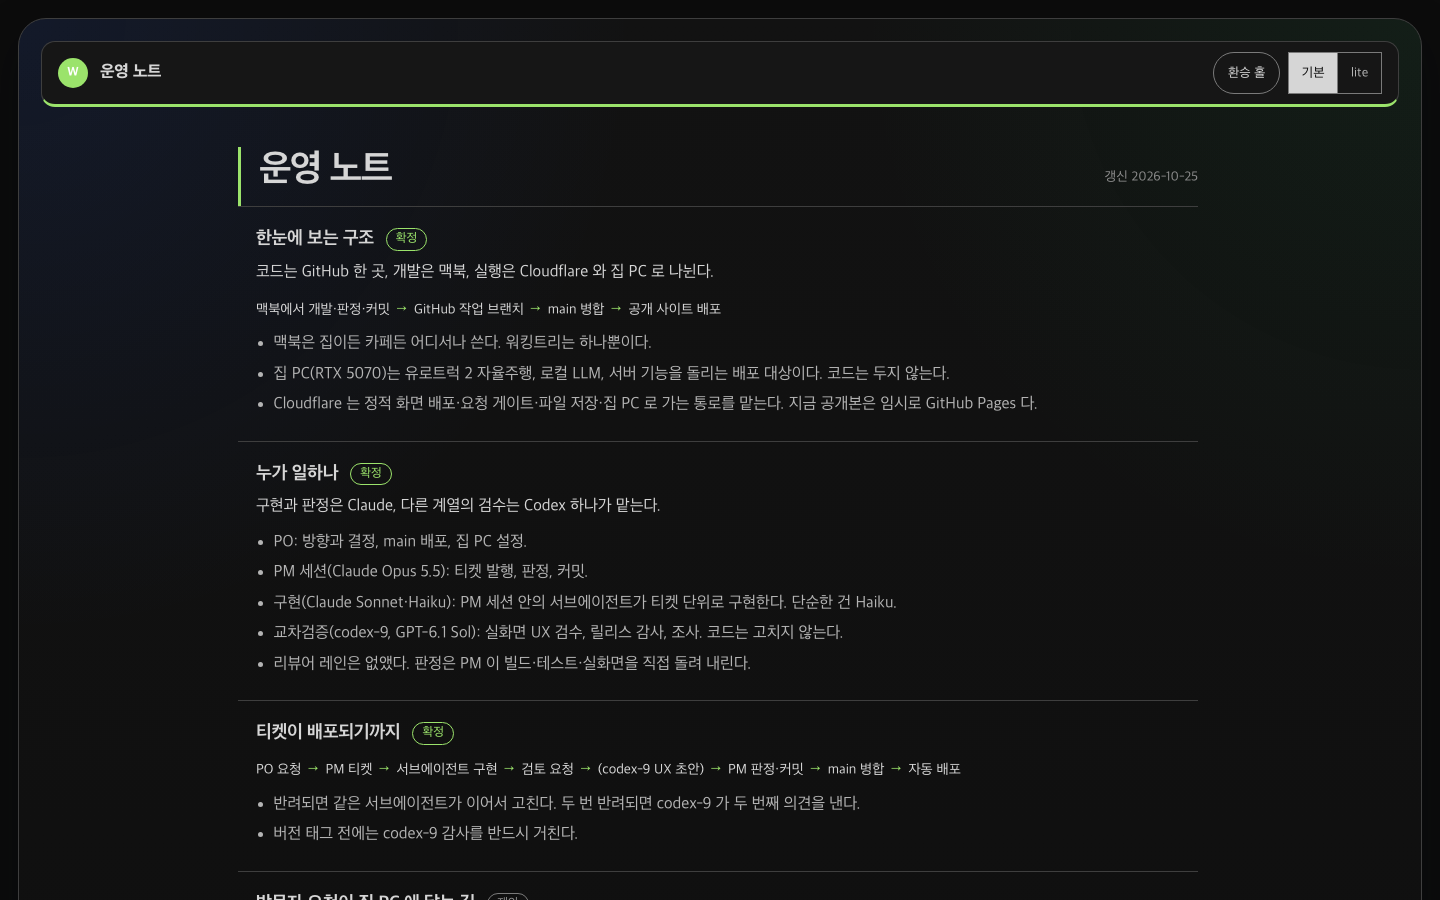 W 운영 노트 환승 홀 기본 lite
운영 노트
갱신 2026-10-25
한눈에 보는 구조 확정
코드는 GitHub 한 곳, 개발은 맥북, 실행은 Cloudflare 와 집 PC 로 나뉜다.
맥북에서 개발·판정·커밋 → GitHub 작업 브랜치 → main 병합 → 공개 사이트 배포
• 맥북은 집이든 카페든 어디서나 쓴다. 워킹트리는 하나뿐이다.
• 집 PC(RTX 5070)는 유로트럭 2 자율주행, 로컬 LLM, 서버 기능을 돌리는 배포 대상이다. 코드는 두지 않는다.
• Cloudflare 는 정적 화면 배포·요청 게이트·파일 저장·집 PC 로 가는 통로를 맡는다. 지금 공개본은 임시로 GitHub Pages 다.
누가 일하나 확정
구현과 판정은 Claude, 다른 계열의 검수는 Codex 하나가 맡는다.
• PO: 방향과 결정, main 배포, 집 PC 설정.
• PM 세션(Claude Opus 5.5): 티켓 발행, 판정, 커밋.
• 구현(Claude Sonnet·Haiku): PM 세션 안의 서브에이전트가 티켓 단위로 구현한다. 단순한 건 Haiku.
• 교차검증(codex-9, GPT-6.1 Sol): 실화면 UX 검수, 릴리스 감사, 조사. 코드는 고치지 않는다.
• 리뷰어 레인은 없앴다. 판정은 PM 이 빌드·테스트·실화면을 직접 돌려 내린다.
티켓이 배포되기까지 확정
PO 요청 → PM 티켓 → 서브에이전트 구현 → 검토 요청 → (codex-9 UX 초안) → PM 판정·커밋 → main 병합 → 자동 배포
• 반려되면 같은 서브에이전트가 이어서 고친다. 두 번 반려되면 codex-9 가 두 번째 의견을 낸다.
• 버전 태그 전에는 codex-9 감사를 반드시 거친다.